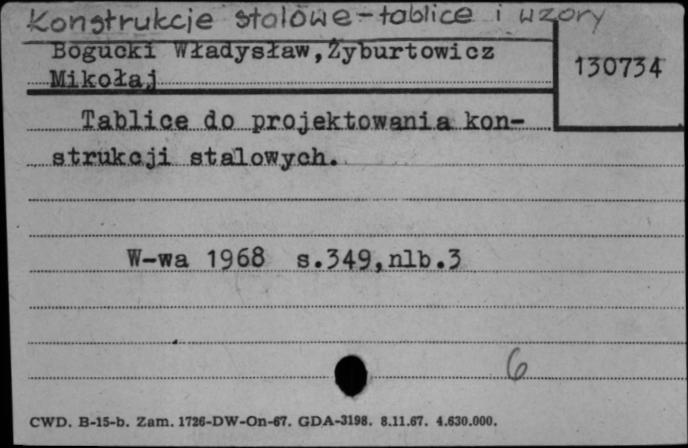 Konstrukcje stalowe - tablice i wzory
Bogucki Władysław,Żyburtowicz
Mikołaj
130734
Tablice do projektowania kon-
strukcji stalowych.
W-wa 1968 s.349,nlb.3
6
CWD. B-15-b. Zam. 1726-DW-On-67. GDA-3198. 8.11.67. 4.630.000.